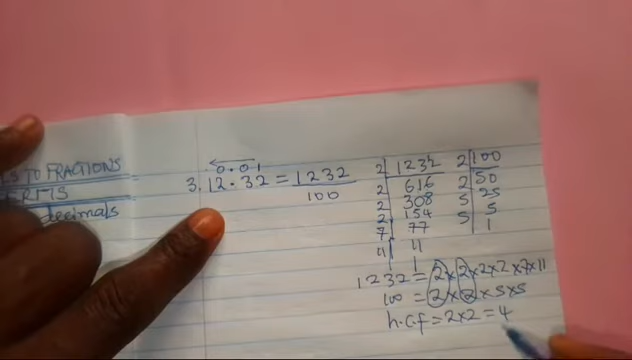 TO FRACTIONS
decimals
0.01
3. 12.32 = 1232
100
2 1232
2 616
2 308
2 154
7 77
11 11
1
2 100
2 50
5 25
5 5
1
1232 = 2x2x2x2x7x11
100 = 2x2x5x5
h.c.f = 2x2 = 4